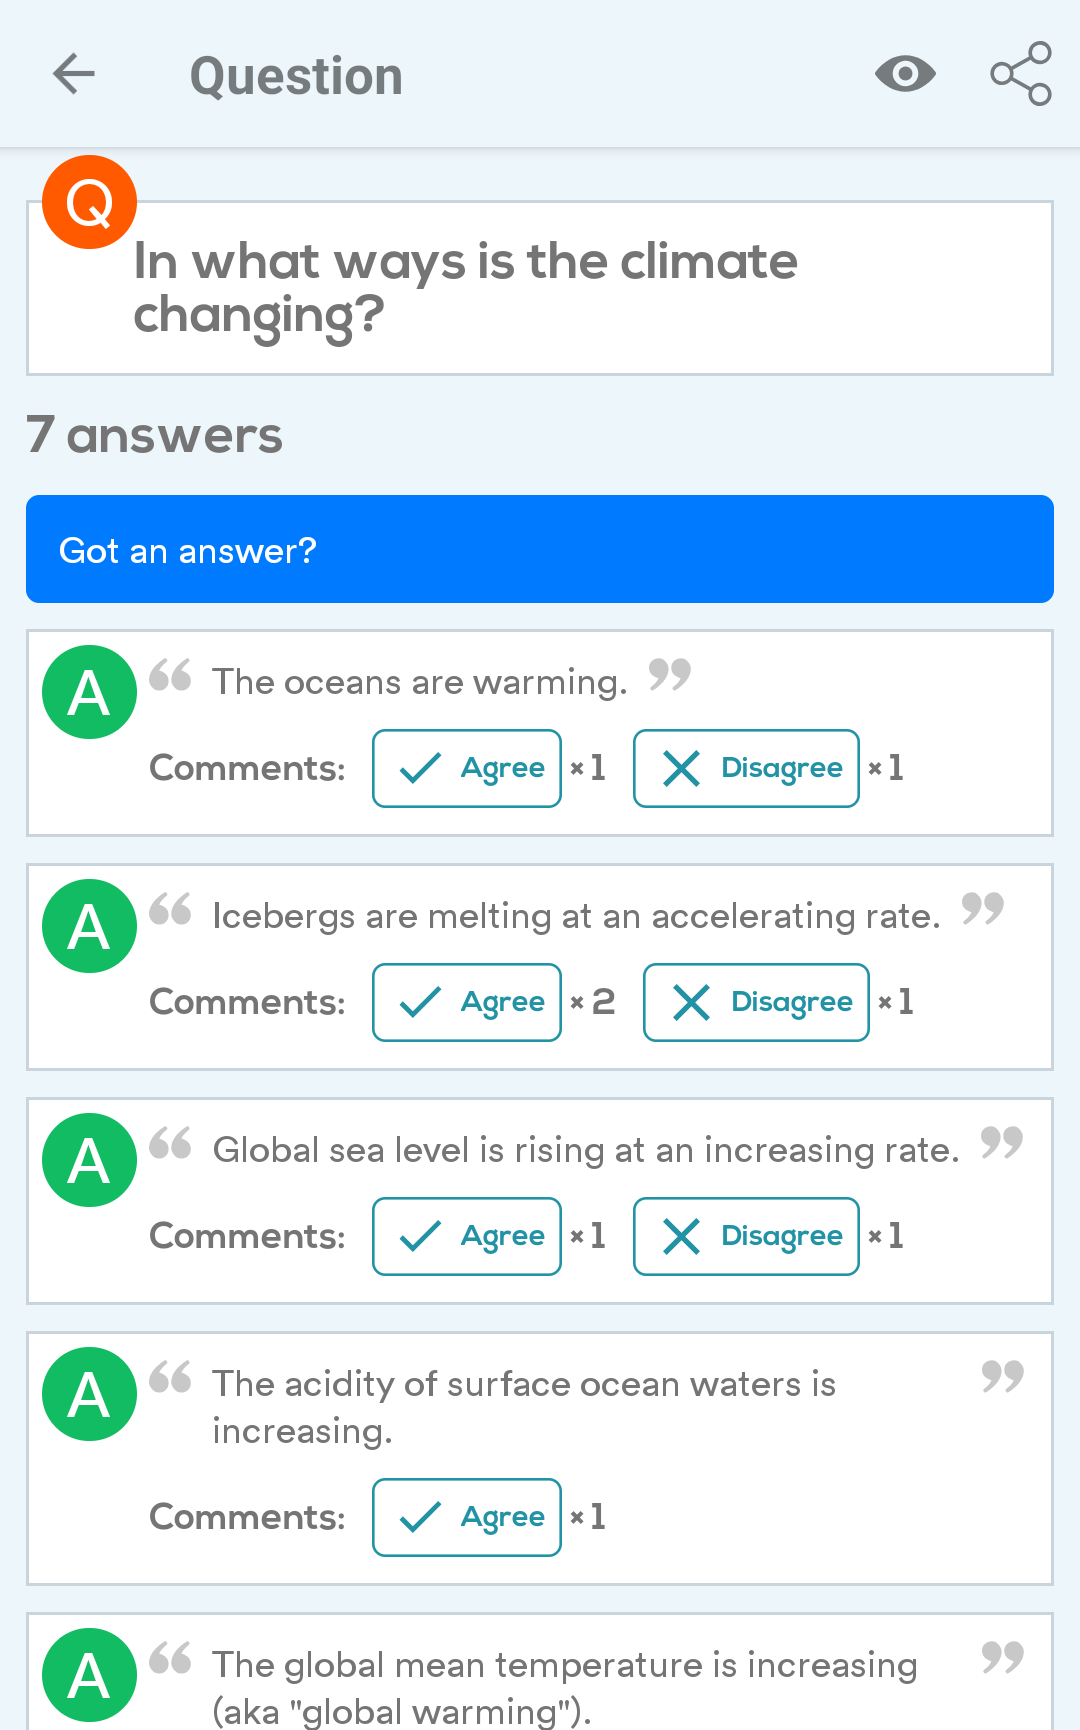 Question
Q
In what ways is the climate
changing?
7 answers
Got an answer?
A
“ The oceans are warming. ”
Comments: Agree × 1 Disagree × 1
A
“ Icebergs are melting at an accelerating rate. ”
Comments: Agree × 2 Disagree × 1
A
“ Global sea level is rising at an increasing rate. ”
Comments: Agree × 1 Disagree × 1
A
“ The acidity of surface ocean waters is ”
increasing.
Comments: Agree × 1
A
“ The global mean temperature is increasing ”
(aka "global warming").